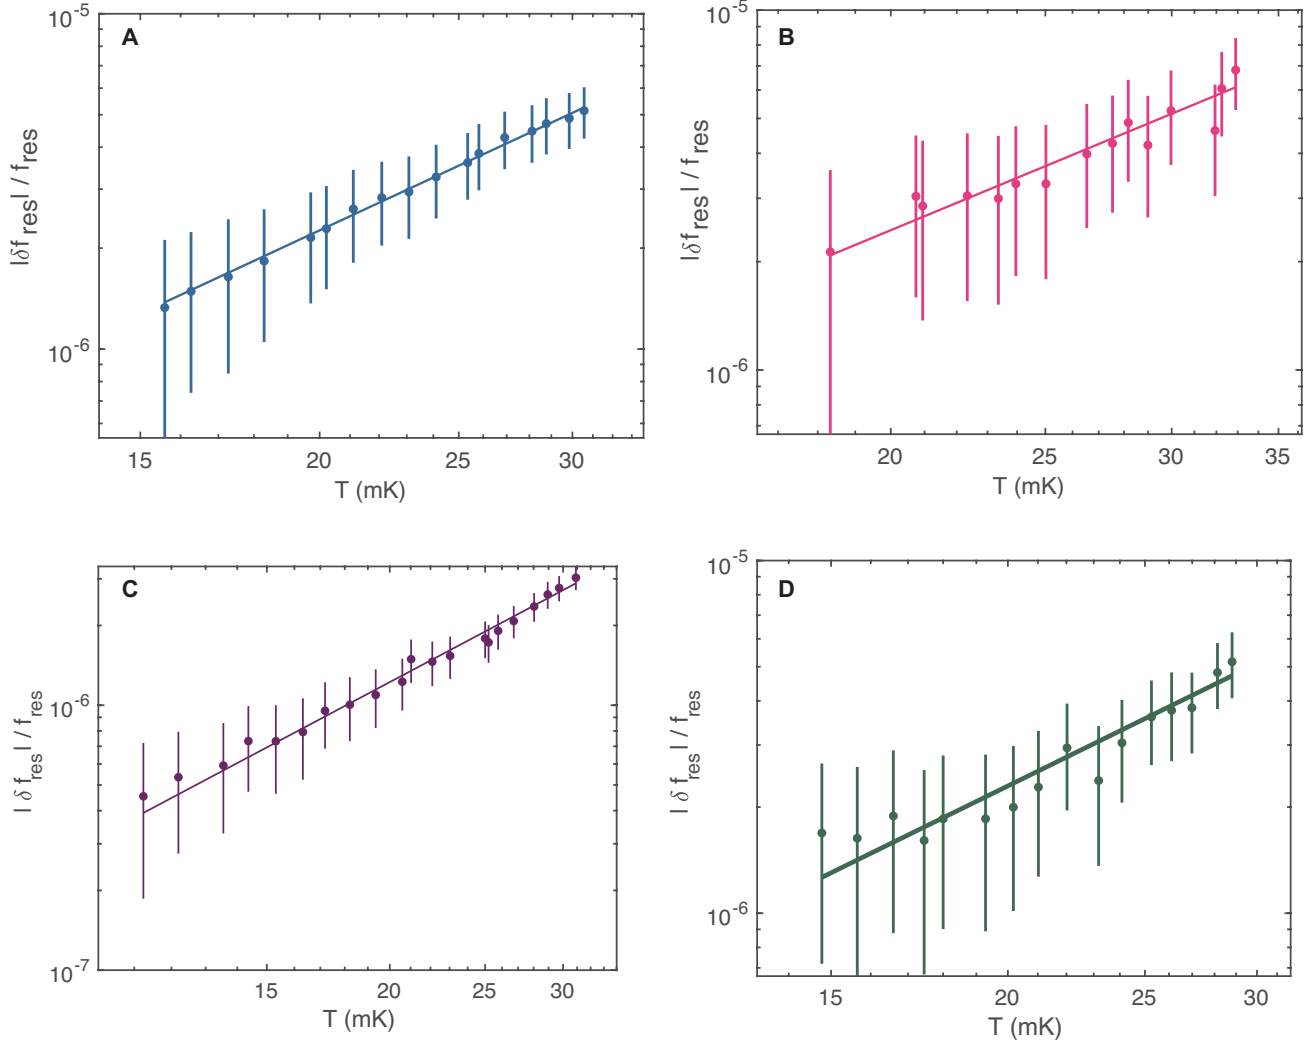 A
10-5
10-6
|δf res| / f res
15 20 25 30
T (mK)
B
10-5
10-6
|δf res| / f res
20 25 30 35
T (mK)
C
10-6
10-7
| δ f res | / f res
15 20 25 30
T (mK)
D
10-5
10-6
| δ f res | / f res
15 20 25 30
T (mK)